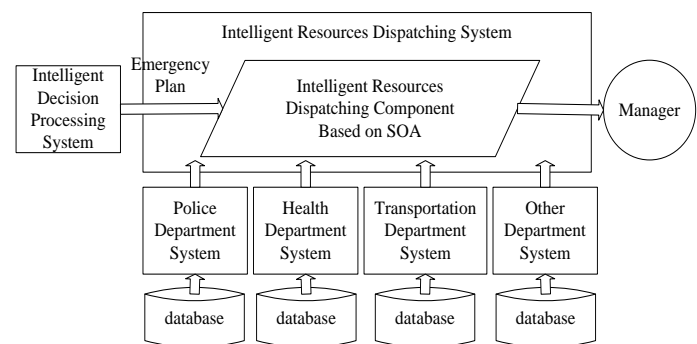 Intelligent Resources Dispatching System
Emergency
Plan
Intelligent
Decision
Processing
System
Intelligent Resources
Dispatching Component
Based on SOA
Manager
Police
Department
System
Health
Department
System
Transportation
Department
System
Other
Department
System
database
database
database
database